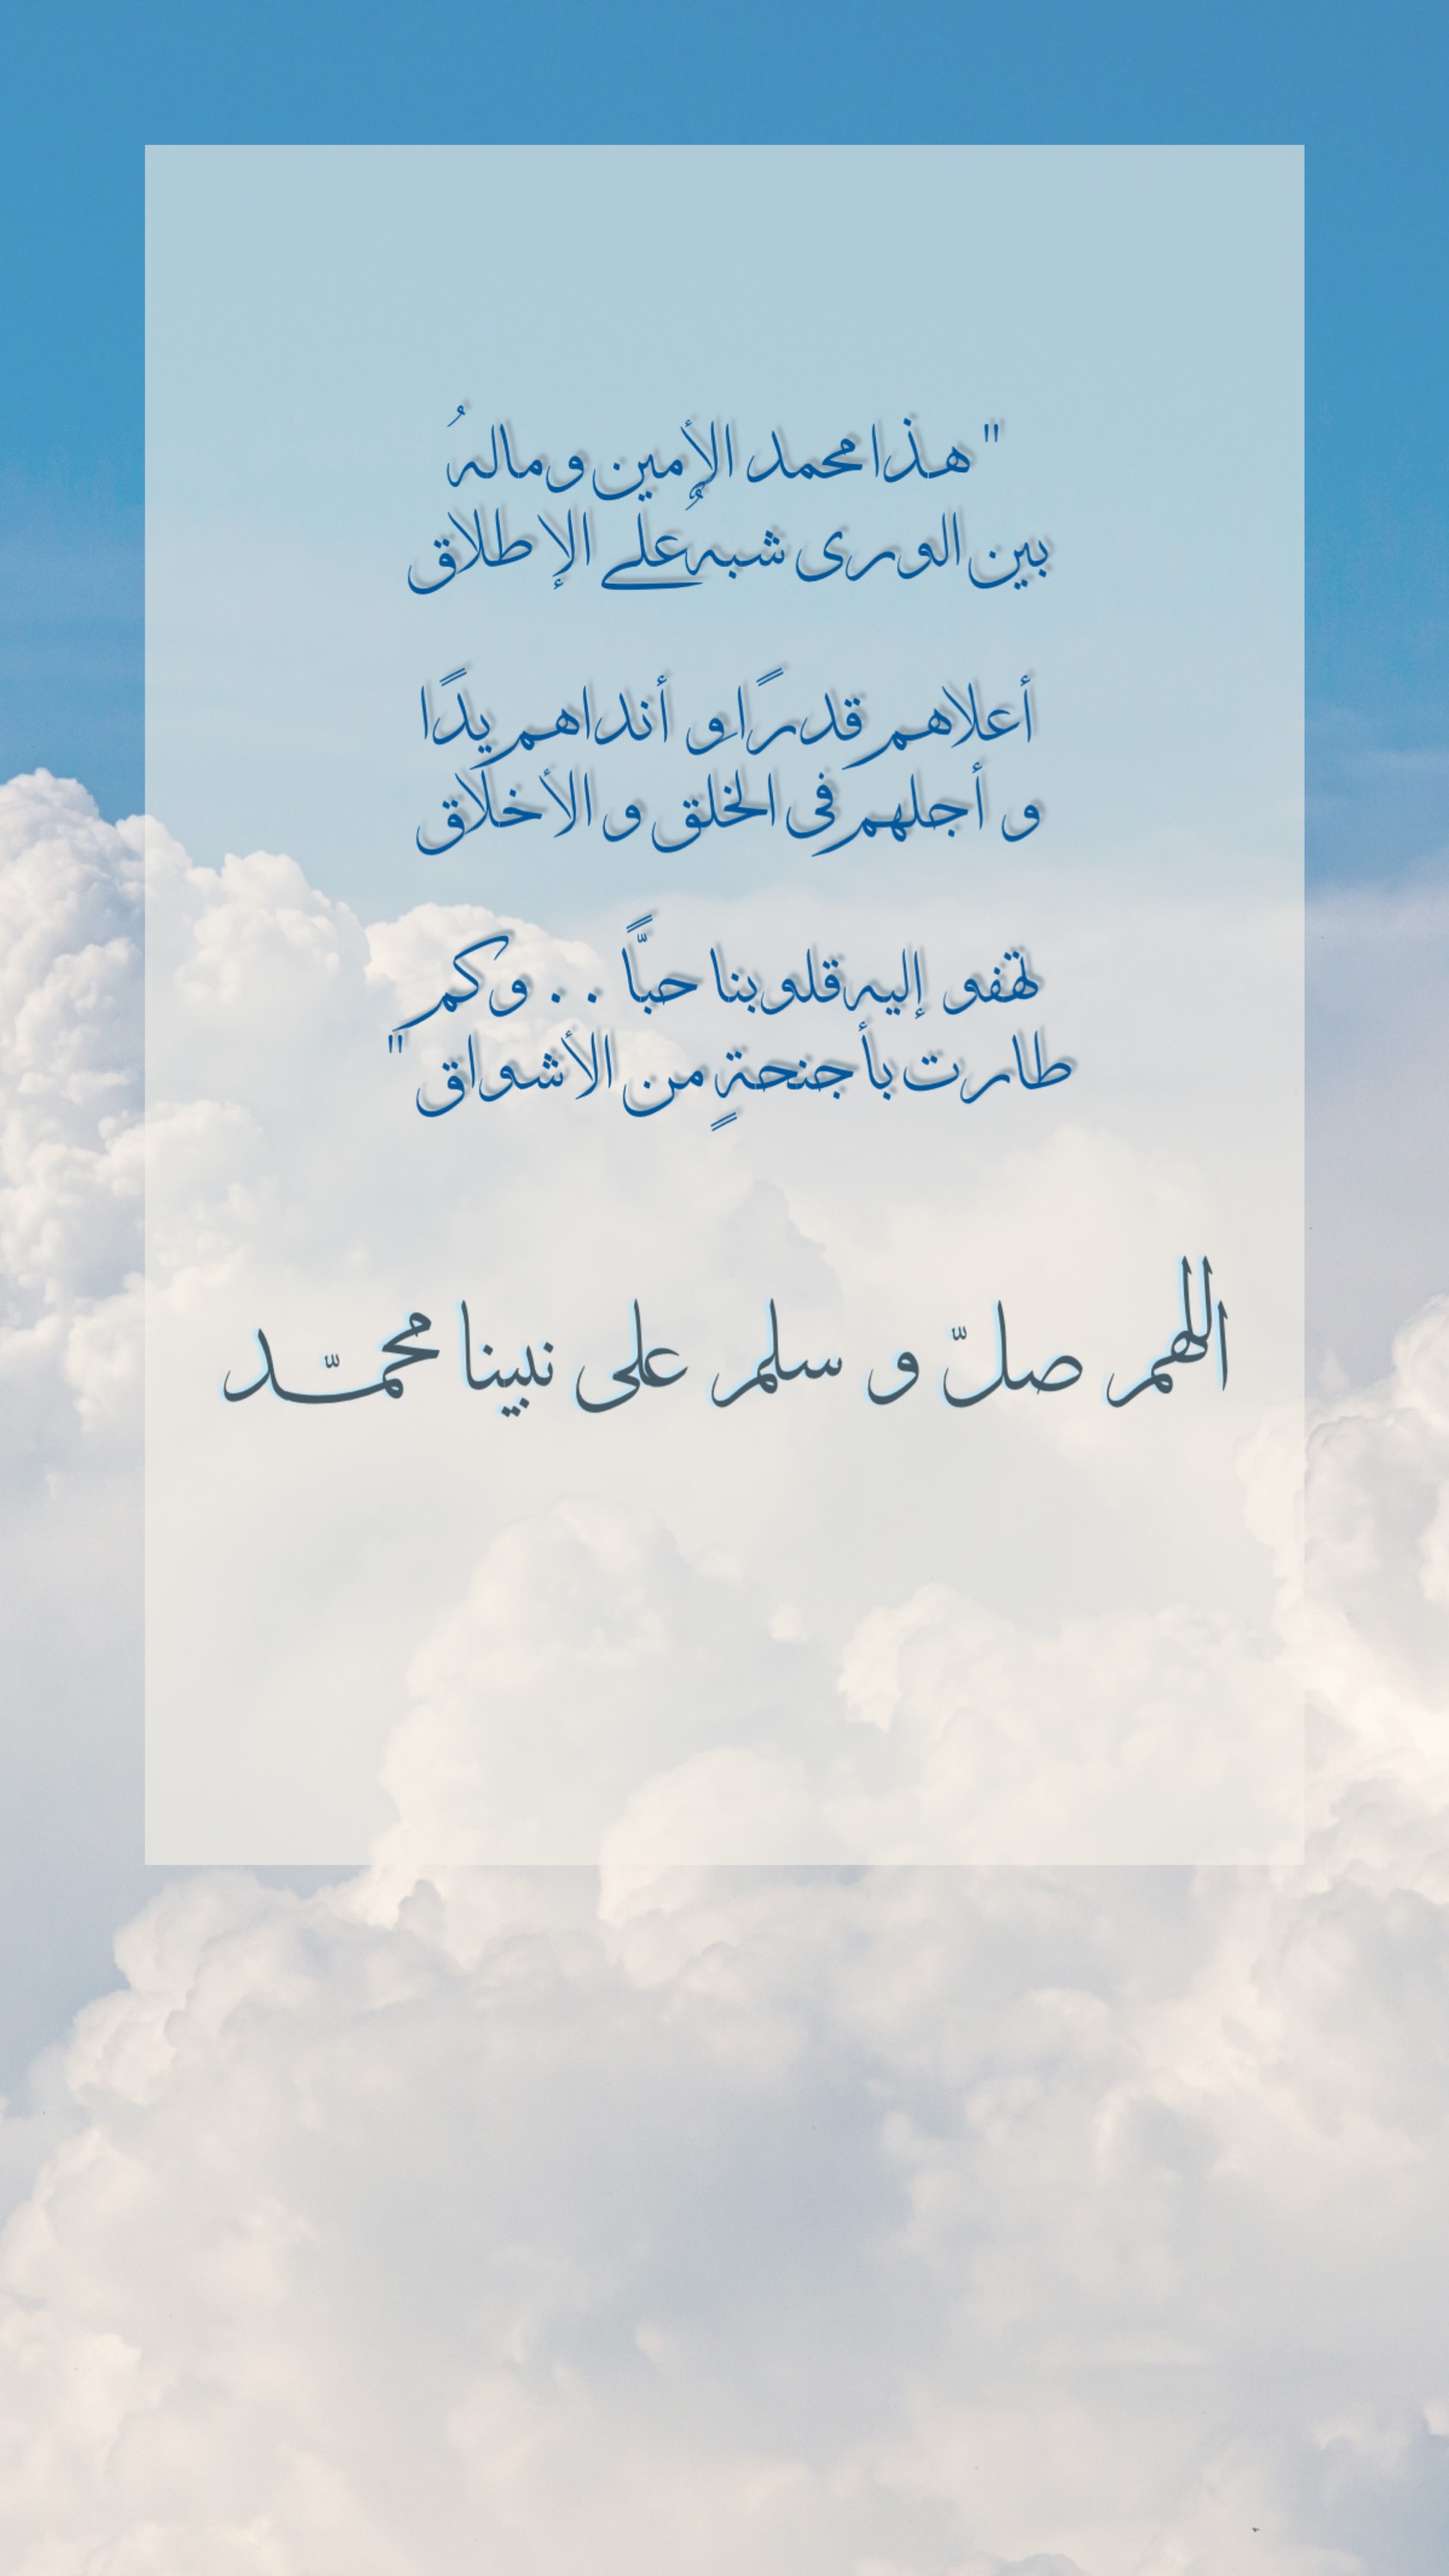 " هذا محمد الأمين ومالهُ
بين الورى شبهٌ على الإطلاق
أعلاهم قدرًا و أنداهم يدًا
و أجلهم في الخلق و الأخلاق
تهفو إليه قلوبنا حبًّا . . وكم
طارت بأجنحةٍ من الأشواق "
اللهم صلّ و سلم على نبينا محمّـد